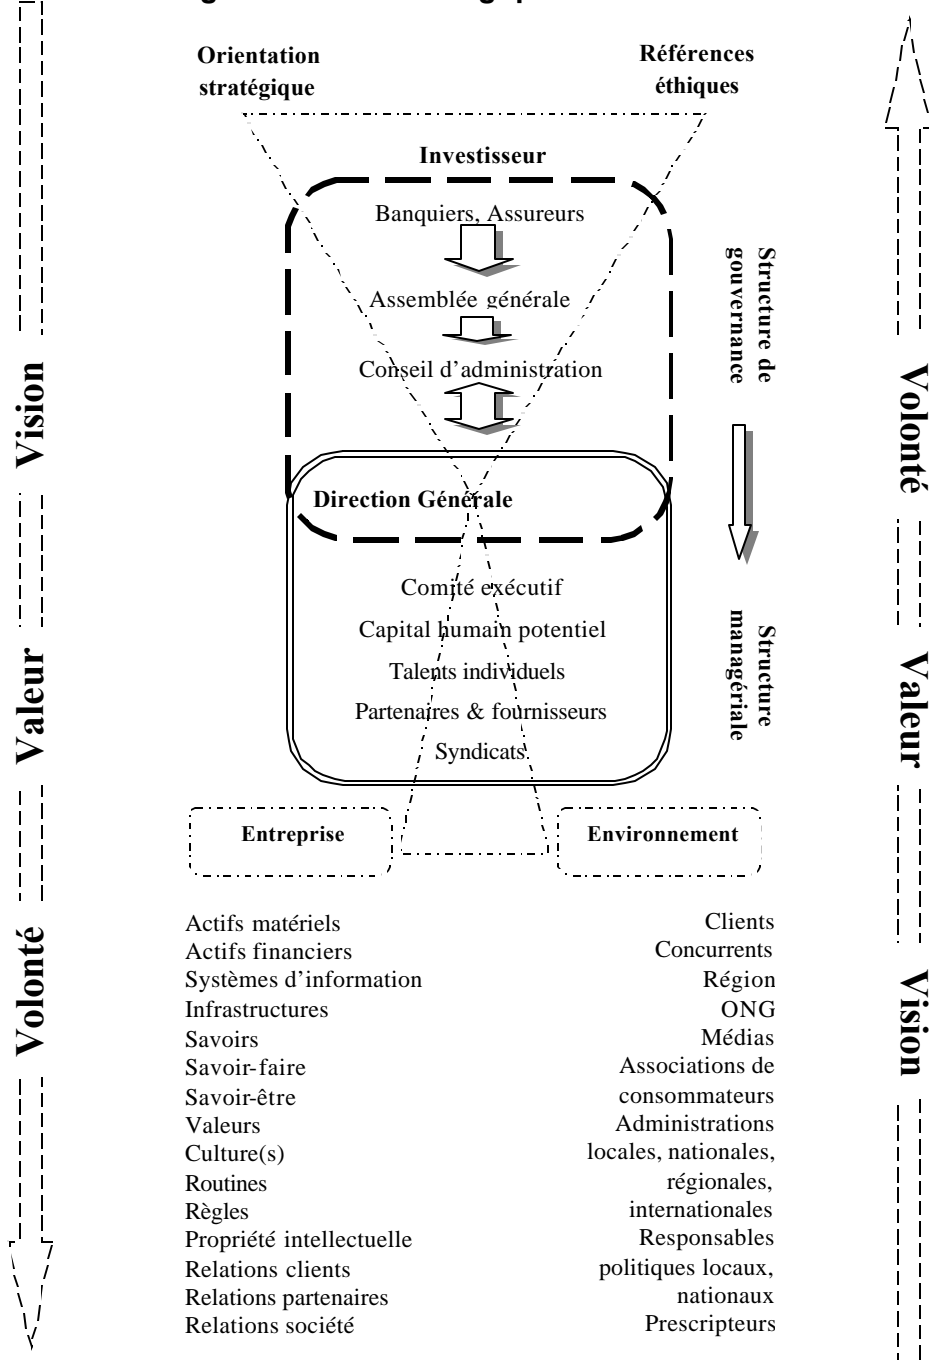 Orientation
stratégique
Références
éthiques
Investisseur
Banquiers, Assureurs
Assemblée générale
Conseil d’administration
Direction Générale
Comité exécutif
Capital humain potentiel
Talents individuels
Partenaires & fournisseurs
Syndicats
Structure de
gouvernance
Structure
managériale
Vision
Valeur
Volonté
Volonté
Valeur
Vision
Entreprise
Environnement
Actifs matériels
Actifs financiers
Systèmes d’information
Infrastructures
Savoirs
Savoir-faire
Savoir-être
Valeurs
Culture(s)
Routines
Règles
Propriété intellectuelle
Relations clients
Relations partenaires
Relations société
Clients
Concurrents
Région
ONG
Médias
Associations de
consommateurs
Administrations
locales, nationales,
régionales,
internationales
Responsables
politiques locaux,
nationaux
Prescripteurs